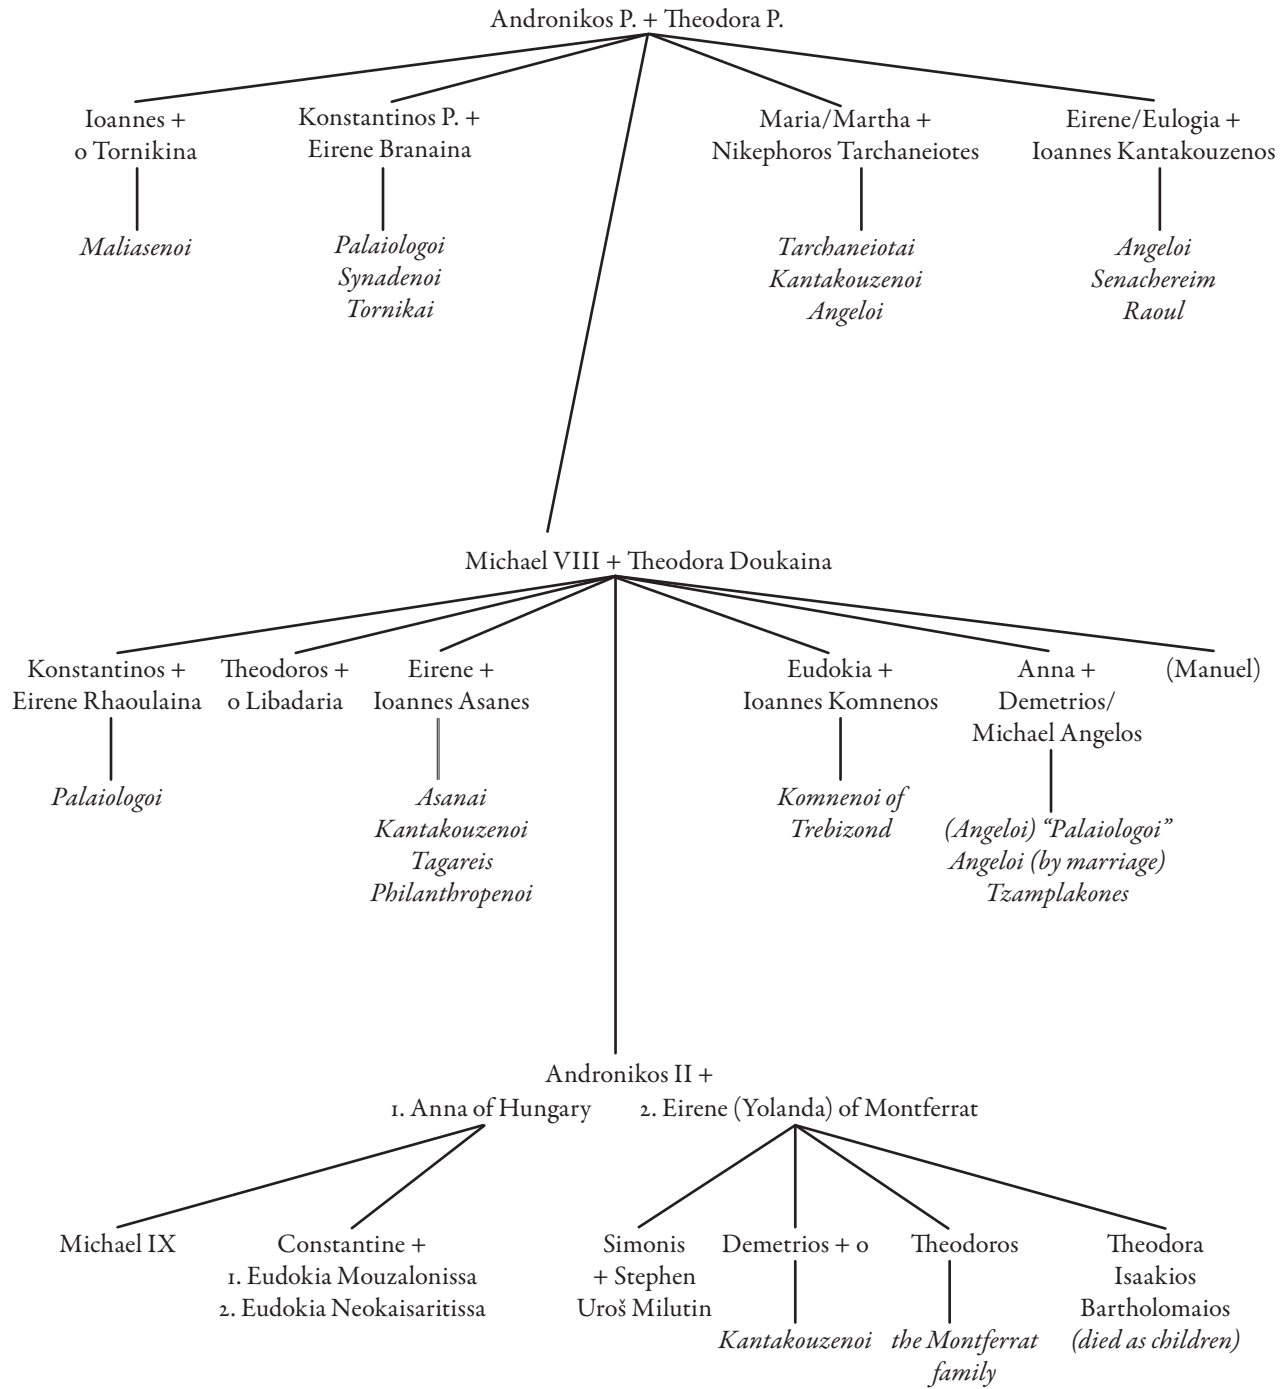 Andronikos P. + Theodora P.
Ioannes +
o Tornikina
Maliasenoi
Konstantinos P. +
Eirene Branaina
Palaiologoi
Synadenoi
Tornikai
Maria/Martha +
Nikephoros Tarchaneiotes
Tarchaneiotai
Kantakouzenoi
Angeloi
Eirene/Eulogia +
Ioannes Kantakouzenos
Angeloi
Senachereim
Raoul
Michael VIII + Theodora Doukaina
Konstantinos +
Eirene Rhaoulaina
Palaiologoi
Theodoros +
o Libadaria
Eirene +
Ioannes Asanes
Asanai
Kantakouzenoi
Tagareis
Philanthropenoi
Eudokia +
Ioannes Komnenos
Komnenoi of
Trebizond
Anna +
Demetrios/
Michael Angelos
(Angeloi) “Palaiologoi”
Angeloi (by marriage)
Tzamplakones
(Manuel)
Andronikos II +
1. Anna of Hungary
2. Eirene (Yolanda) of Montferrat
Michael IX
Constantine +
1. Eudokia Mouzalonissa
2. Eudokia Neokaisaritissa
Simonis
+ Stephen
Uroš Milutin
Demetrios + o
Kantakouzenoi
Theodoros
the Montferrat
family
Theodora
Isaakios
Bartholomaios
(died as children)